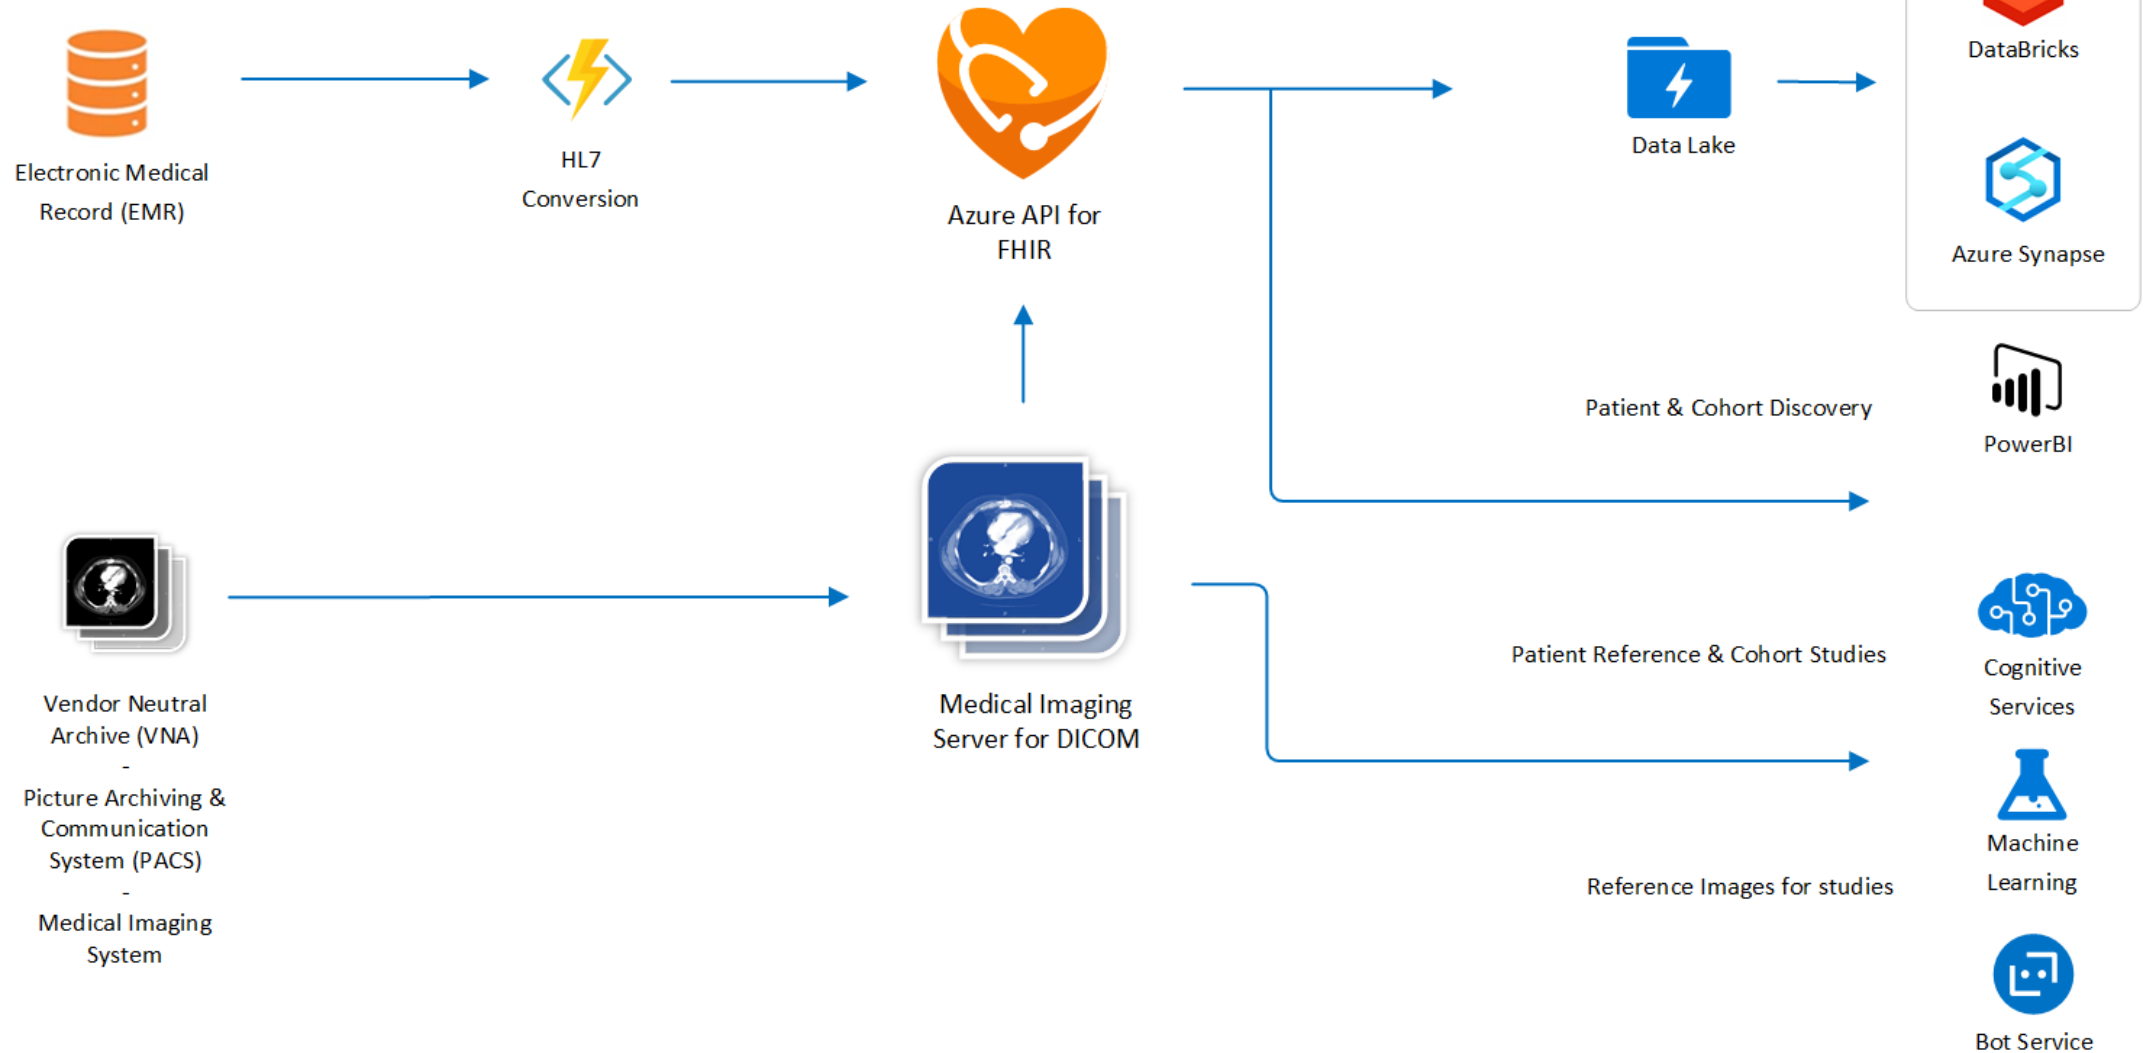 Electronic Medical
Record (EMR)
HL7
Conversion
Azure API for
FHIR
Data Lake
DataBricks
Azure Synapse
Patient & Cohort Discovery
PowerBI
Vendor Neutral
Archive (VNA)
-
Picture Archiving &
Communication
System (PACS)
-
Medical Imaging
System
Medical Imaging
Server for DICOM
Patient Reference & Cohort Studies
Cognitive
Services
Machine
Learning
Reference Images for studies
Bot Service